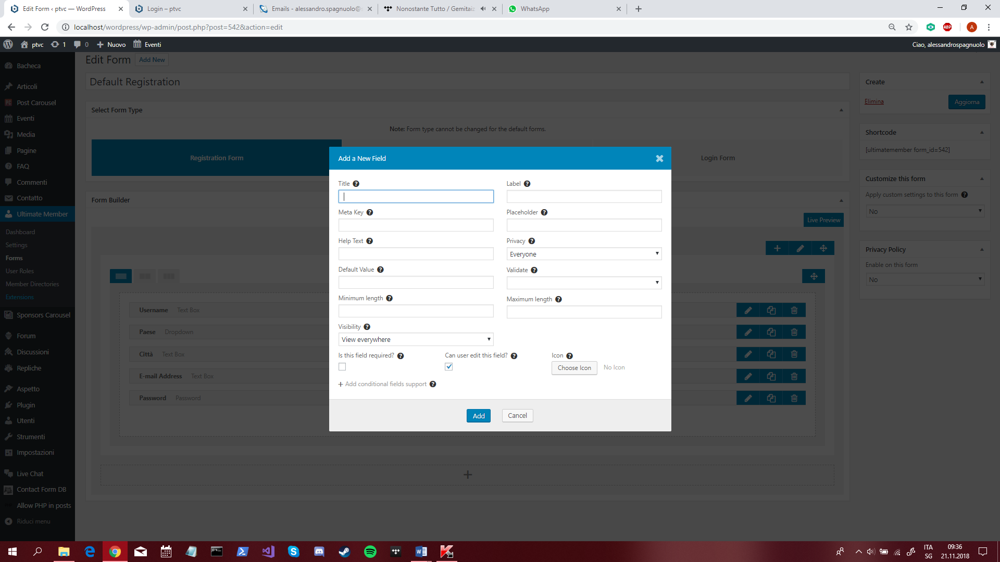 Edit Form ‹ ptvc — WordPress
Login – ptvc
Emails - alessandro.spagnuolo@
Nonostante Tutto / Gemitaiz
WhatsApp
localhost/wordpress/wp-admin/post.php?post=542&action=edit
ABP
A
ptvc
1
0
Nuovo
Eventi
Ciao, alessandrospagnuolo
Bacheca
Articoli
Post Carousel
Eventi
Media
Pagine
FAQ
Commenti
Contatto
Ultimate Member
Dashboard
Settings
Forms
User Roles
Member Directories
Extensions
Sponsors Carousel
Forum
Discussioni
Repliche
Aspetto
Plugin
Utenti
Strumenti
Impostazioni
Live Chat
Contact Form DB
Allow PHP in posts
Riduci menu
Edit Form
Add New
Default Registration
Select Form Type
Note: Form type cannot be changed for the default forms.
Registration Form
Login Form
Form Builder
Live Preview
Username Text Box
Paese Dropdown
Città Text Box
E-mail Address Text Box
Password Password
Add a New Field
Title
Label
Meta Key
Placeholder
Help Text
Privacy
Everyone
Default Value
Validate
Minimum length
Maximum length
Visibility
View everywhere
Is this field required?
Can user edit this field?
Icon
Choose Icon
No Icon
+ Add conditional fields support
Add
Cancel
Create
Elimina
Aggiorna
Shortcode
[ultimatemember form_id=542]
Customize this form
Apply custom settings to this form
No
Privacy Policy
Enable on this form
No
ITA
SG
09:36
21.11.2018